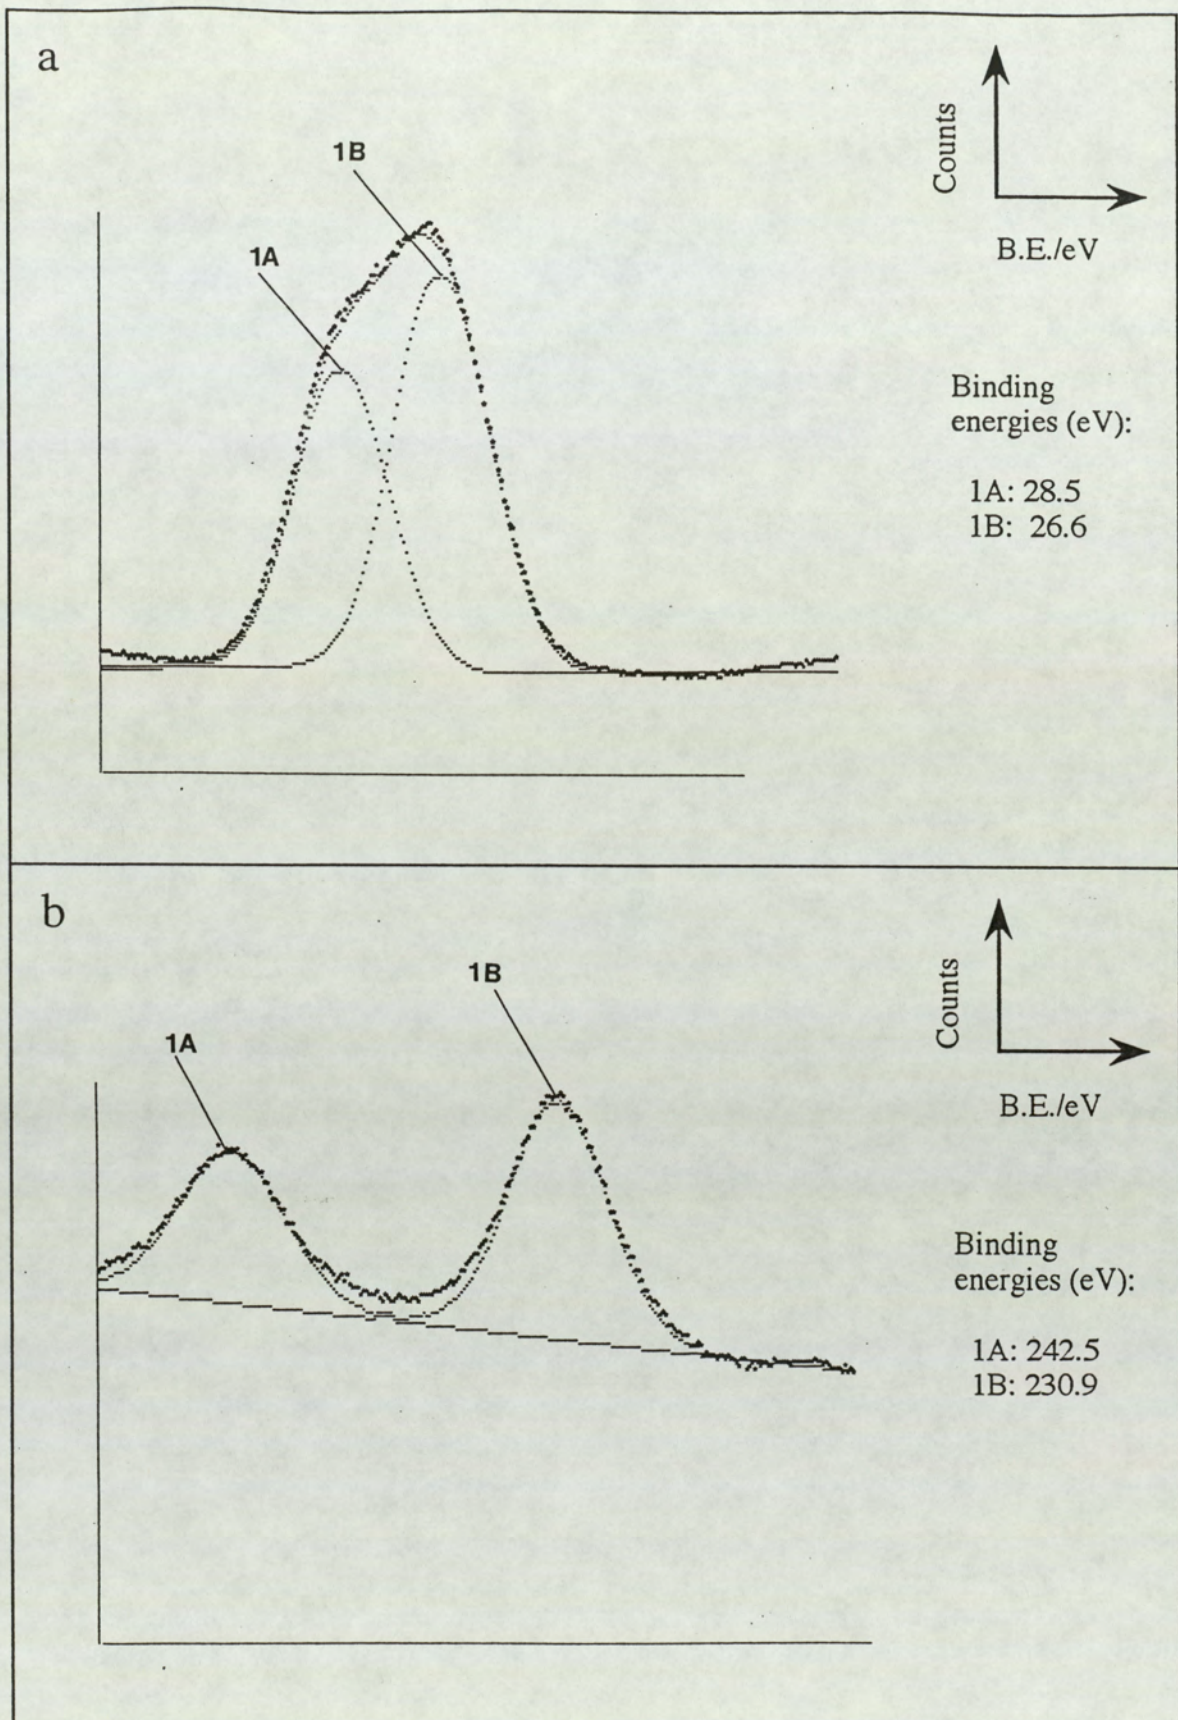 a
1B
1A
Counts
B.E./eV
Binding
energies (eV):
1A: 28.5
1B: 26.6
b
1B
1A
Counts
B.E./eV
Binding
energies (eV):
1A: 242.5
1B: 230.9